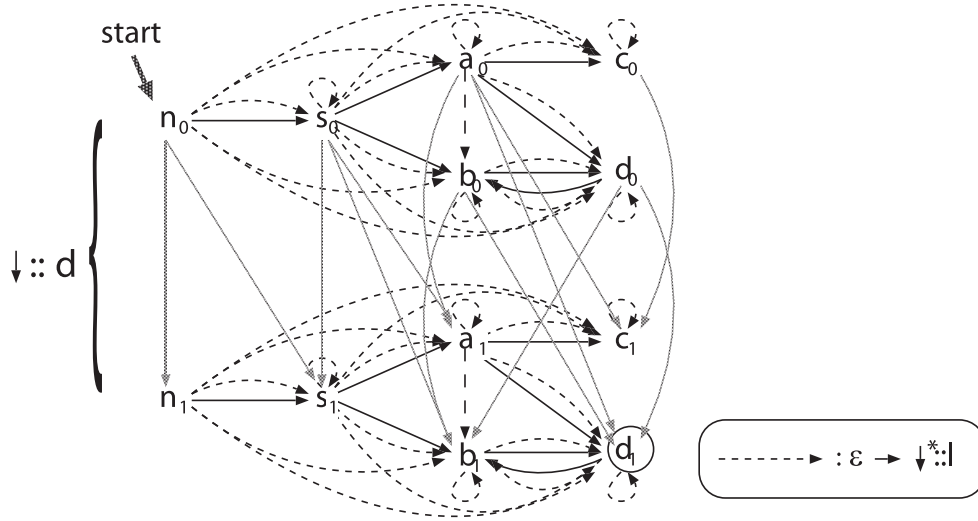 start
a₀ c₀
n₀ s₀
b₀ d₀
↓ :: d
a₁ c₁
n₁ s₁
b₁ d₁
: ε → ↓*::l